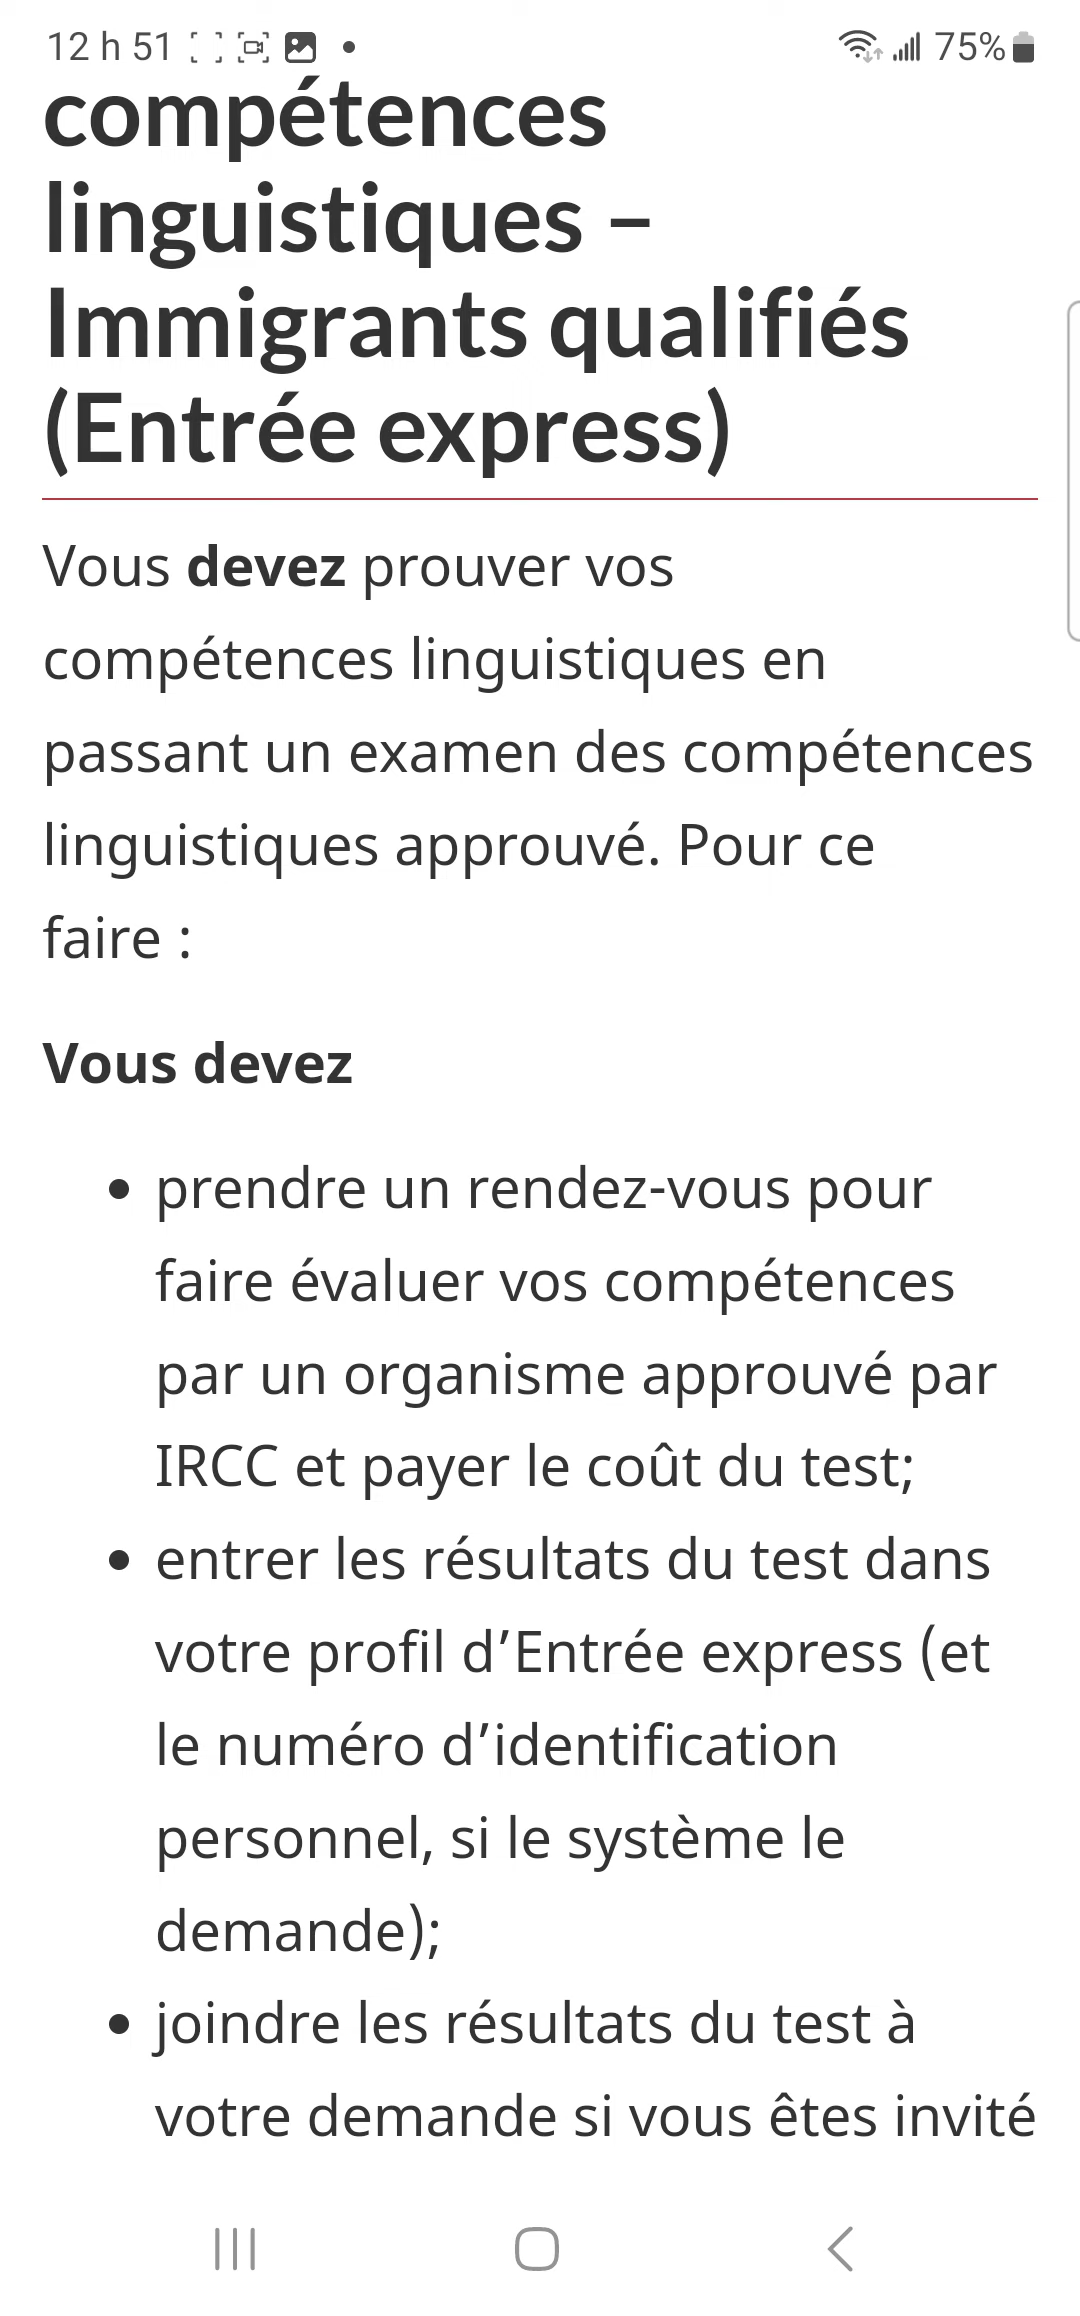 12 h 51
75%
compétences
linguistiques –
Immigrants qualifiés
(Entrée express)
Vous devez prouver vos
compétences linguistiques en
passant un examen des compétences
linguistiques approuvé. Pour ce
faire :
Vous devez
• prendre un rendez-vous pour
faire évaluer vos compétences
par un organisme approuvé par
IRCC et payer le coût du test;
• entrer les résultats du test dans
votre profil d’Entrée express (et
le numéro d’identification
personnel, si le système le
demande);
• joindre les résultats du test à
votre demande si vous êtes invité